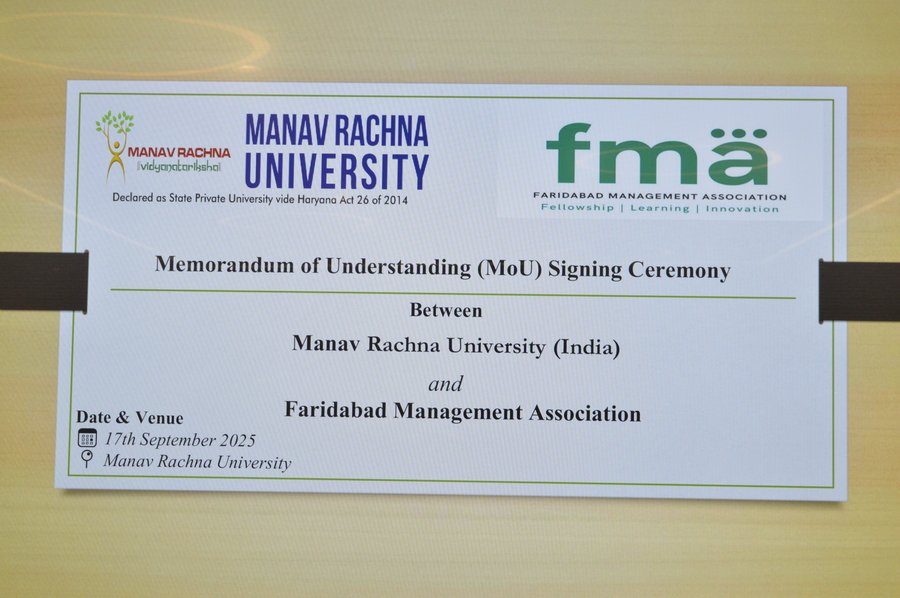 MANAV RACHNA
vidyanatariksha
MANAV RACHNA
UNIVERSITY
Declared as State Private University vide Haryana Act 26 of 2014
fmä
FARIDABAD MANAGEMENT ASSOCIATION
Fellowship | Learning | Innovation
Memorandum of Understanding (MoU) Signing Ceremony
Between
Manav Rachna University (India)
and
Faridabad Management Association
Date & Venue
17th September 2025
Manav Rachna University